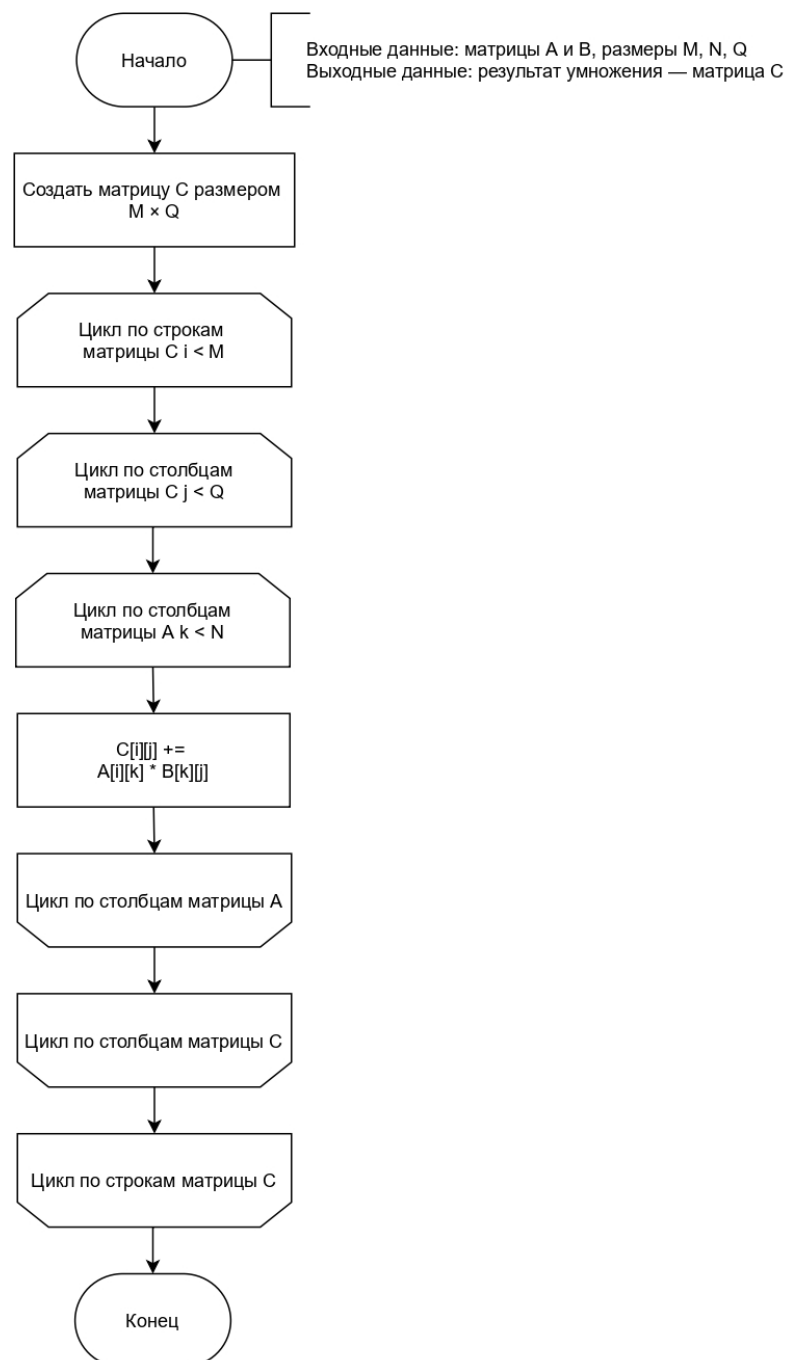 Начало
Входные данные: матрицы А и В, размеры M, N, Q
Выходные данные: результат умножения — матрица С
Создать матрицу С размером
M × Q
Цикл по строкам
матрицы С i < M
Цикл по столбцам
матрицы С j < Q
Цикл по столбцам
матрицы А k < N
C[i][j] +=
A[i][k] * B[k][j]
Цикл по столбцам матрицы А
Цикл по столбцам матрицы С
Цикл по строкам матрицы С
Конец